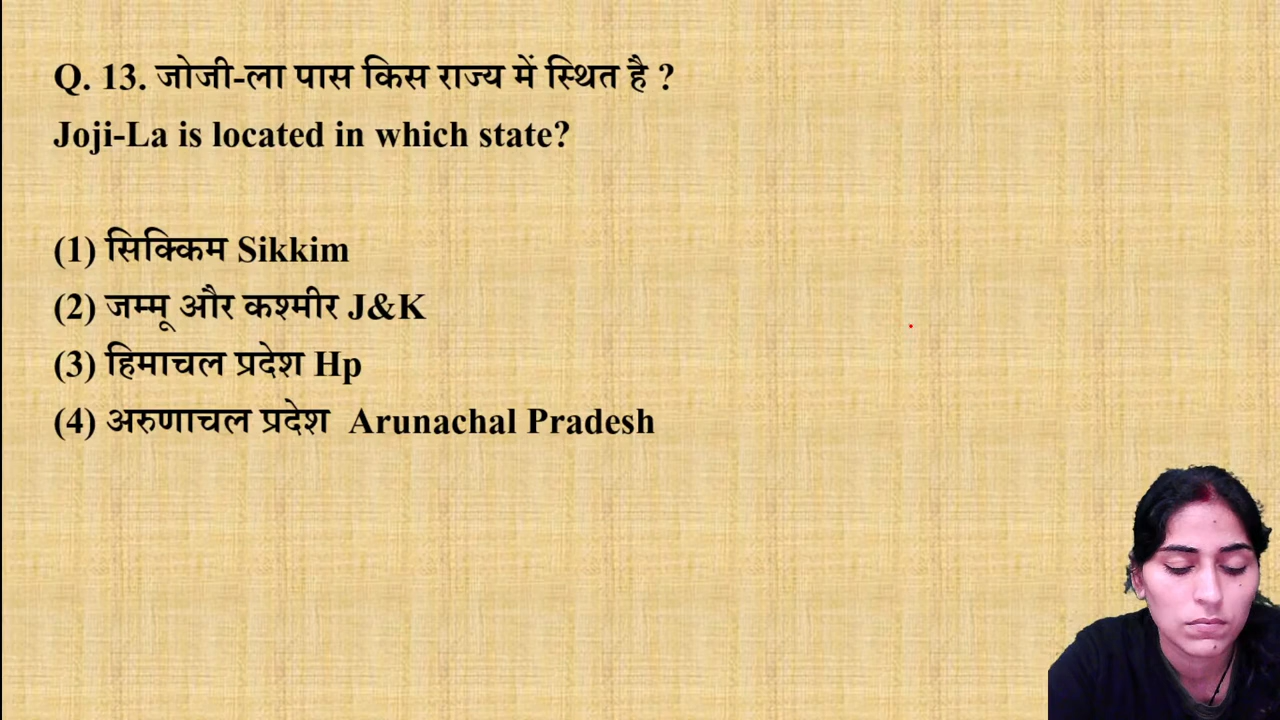 Q. 13. जोजी-ला पास किस राज्य में स्थित है ?
Joji-La is located in which state?
(1) सिक्किम Sikkim
(2) जम्मू और कश्मीर J&K
(3) हिमाचल प्रदेश Hp
(4) अरुणाचल प्रदेश Arunachal Pradesh